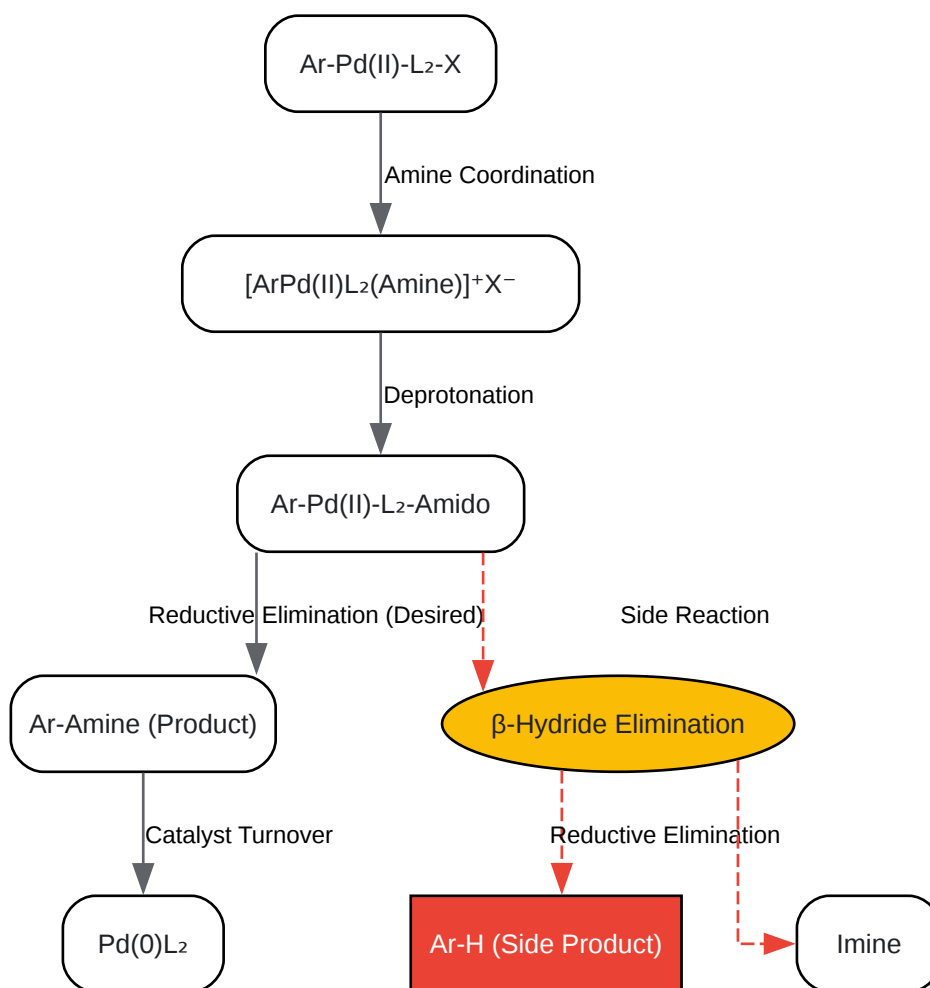 Ar-Pd(II)-L₂-X
Amine Coordination
[ArPd(II)L₂(Amine)]⁺X⁻
Deprotonation
Ar-Pd(II)-L₂-Amido
Reductive Elimination (Desired)
Side Reaction
Ar-Amine (Product)
β-Hydride Elimination
Catalyst Turnover
Reductive Elimination
Pd(0)L₂
Ar-H (Side Product)
Imine